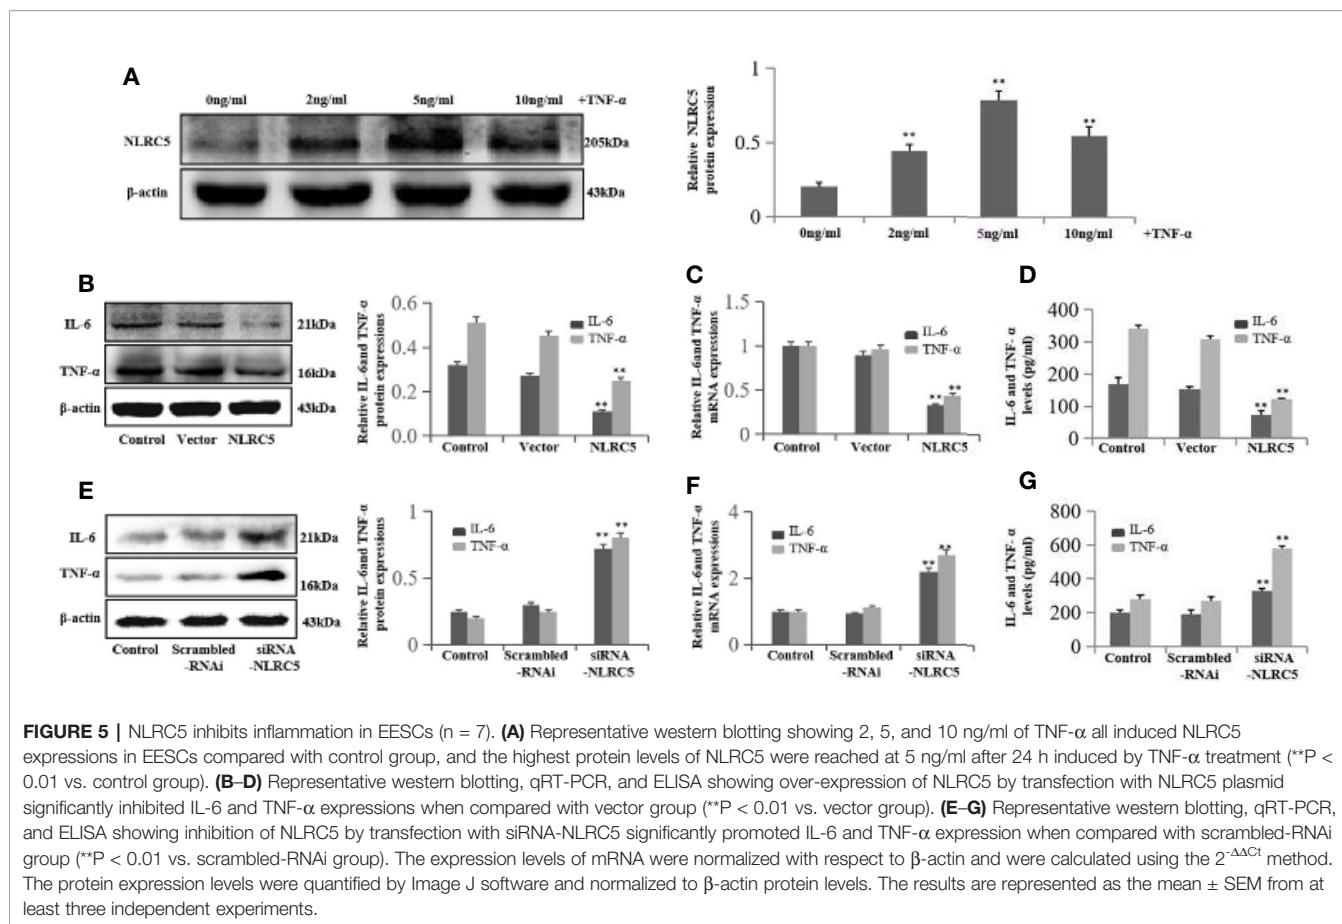 A
0ng/ml 2ng/ml 5ng/ml 10ng/ml +TNF-α
NLRC5 205kDa
β-actin 43kDa
Relative NLRC5
protein expression
1
0.5
0
** ** **
0ng/ml 2ng/ml 5ng/ml 10ng/ml +TNF-α
B
IL-6 21kDa
TNF-α 16kDa
β-actin 43kDa
Control Vector NLRC5
Relative IL-6and TNF-α
protein expressions
0.6
0.4
0.2
0.0
IL-6
TNF-α
** **
Control Vector NLRC5
C
Relative IL-6and TNF-α
mRNA expressions
1.5
1
0.5
0
IL-6
TNF-α
** **
Control Vector NLRC5
D
IL-6 and TNF- α
levels (pg/ml)
400
300
200
100
0
IL-6
TNF-α
** **
Control Vector NLRC5
E
IL-6 21kDa
TNF-α 16kDa
β-actin 43kDa
Control Scrambled siRNA
-RNAi -NLRC5
Relative IL-6and TNF-α
protein expressions
1
0.5
0
IL-6
TNF-α
** **
Control Scrambled siRNA
-RNAi -NLRC5
F
Relative IL-6and TNF-α
mRNA expressions
4
2
0
IL-6
TNF-α
** **
Control Scrambled siRNA
-RNAi -NLRC5
G
IL-6 and TNF- α
levels (pg/ml)
800
600
400
200
0
IL-6
TNF-α
** **
Control Scrambled siRNA
-RNAi -NLRC5
FIGURE 5 | NLRC5 inhibits inflammation in EESCs (n = 7). (A) Representative western blotting showing 2, 5, and 10 ng/ml of TNF-α all induced NLRC5
expressions in EESCs compared with control group, and the highest protein levels of NLRC5 were reached at 5 ng/ml after 24 h induced by TNF-α treatment (**P <
0.01 vs. control group). (B–D) Representative western blotting, qRT-PCR, and ELISA showing over-expression of NLRC5 by transfection with NLRC5 plasmid
significantly inhibited IL-6 and TNF-α expressions when compared with vector group (**P < 0.01 vs. vector group). (E–G) Representative western blotting, qRT-PCR,
and ELISA showing inhibition of NLRC5 by transfection with siRNA-NLRC5 significantly promoted IL-6 and TNF-α expression when compared with scrambled-RNAi
group (**P < 0.01 vs. scrambled-RNAi group). The expression levels of mRNA were normalized with respect to β-actin and were calculated using the 2^-ΔΔCt method.
The protein expression levels were quantified by Image J software and normalized to β-actin protein levels. The results are represented as the mean ± SEM from at
least three independent experiments.